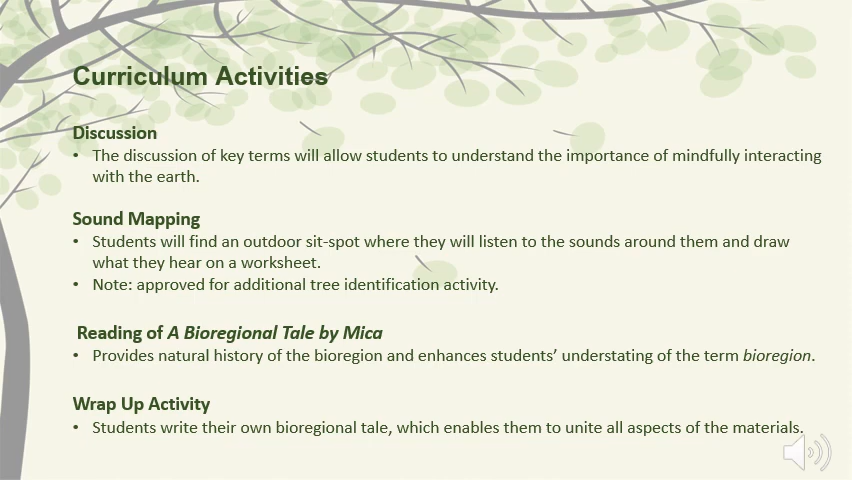 Curriculum Activities
Discussion
• The discussion of key terms will allow students to understand the importance of mindfully interacting
with the earth.
Sound Mapping
• Students will find an outdoor sit-spot where they will listen to the sounds around them and draw
what they hear on a worksheet.
• Note: approved for additional tree identification activity.
Reading of A Bioregional Tale by Mica
• Provides natural history of the bioregion and enhances students’ understating of the term bioregion.
Wrap Up Activity
• Students write their own bioregional tale, which enables them to unite all aspects of the materials.